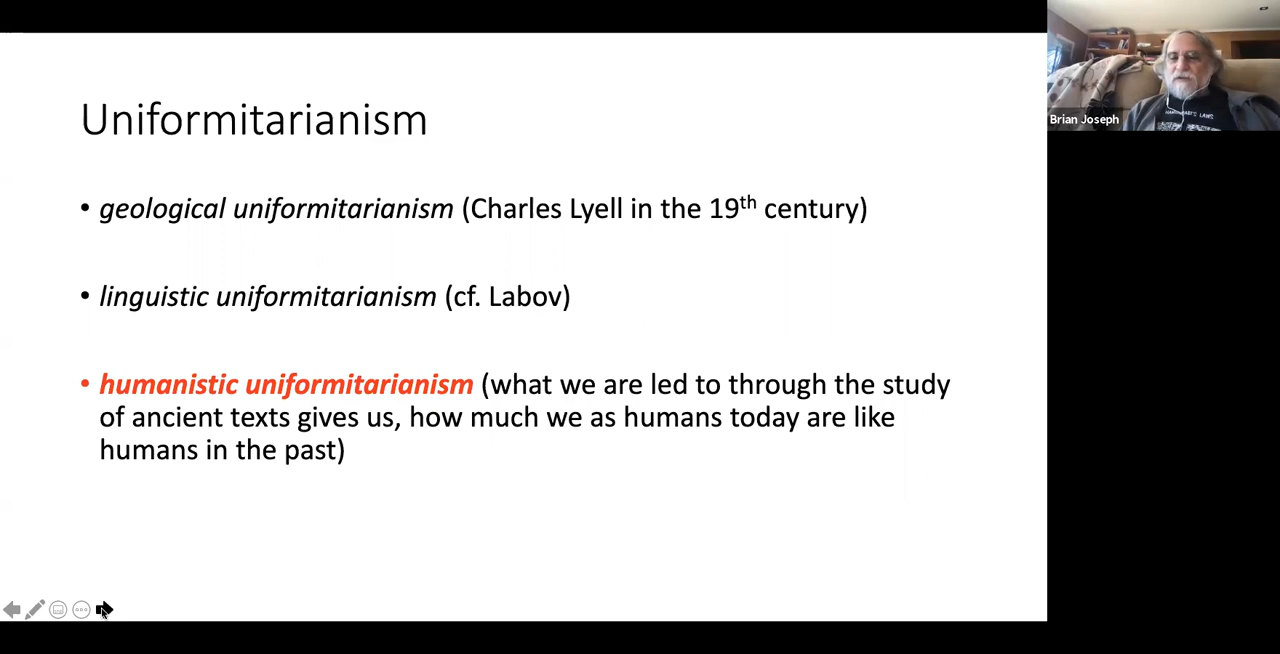 Uniformitarianism
• geological uniformitarianism (Charles Lyell in the 19th century)
• linguistic uniformitarianism (cf. Labov)
• humanistic uniformitarianism (what we are led to through the study
of ancient texts gives us, how much we as humans today are like
humans in the past)
Brian Joseph
LAWS